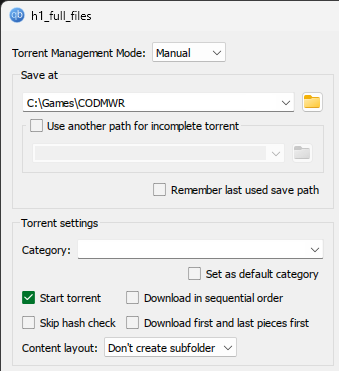 qb h1_full_files
Torrent Management Mode: Manual
Save at
C:\Games\CODMWR
Use another path for incomplete torrent
Remember last used save path
Torrent settings
Category:
Set as default category
Start torrent Download in sequential order
Skip hash check Download first and last pieces first
Content layout: Don't create subfolder